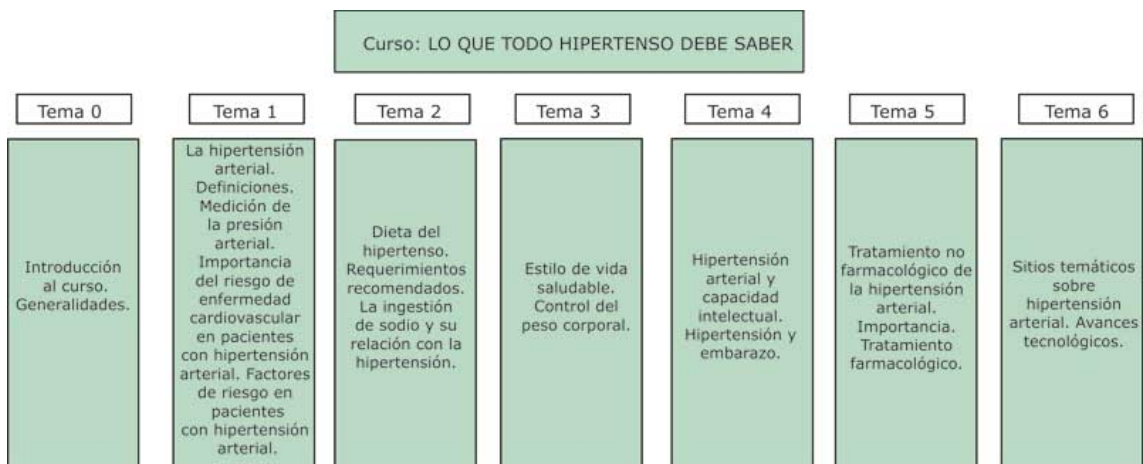 Curso: LO QUE TODO HIPERTENSO DEBE SABER
Tema 0
Introducción
al curso.
Generalidades.
Tema 1
La hipertensión
arterial.
Definiciones.
Medición de
la presión
arterial.
Importancia
del riesgo de
enfermedad
cardiovascular
en pacientes
con hipertensión
arterial. Factores
de riesgo en
pacientes
con hipertensión
arterial.
Tema 2
Dieta del
hipertenso.
Requerimientos
recomendados.
La ingestión
de sodio y su
relación con la
hipertensión.
Tema 3
Estilo de vida
saludable.
Control del
peso corporal.
Tema 4
Hipertensión
arterial y
capacidad
intelectual.
Hipertensión y
embarazo.
Tema 5
Tratamiento no
farmacológico de
la hipertensión
arterial.
Importancia.
Tratamiento
farmacológico.
Tema 6
Sitios temáticos
sobre
hipertensión
arterial. Avances
tecnológicos.